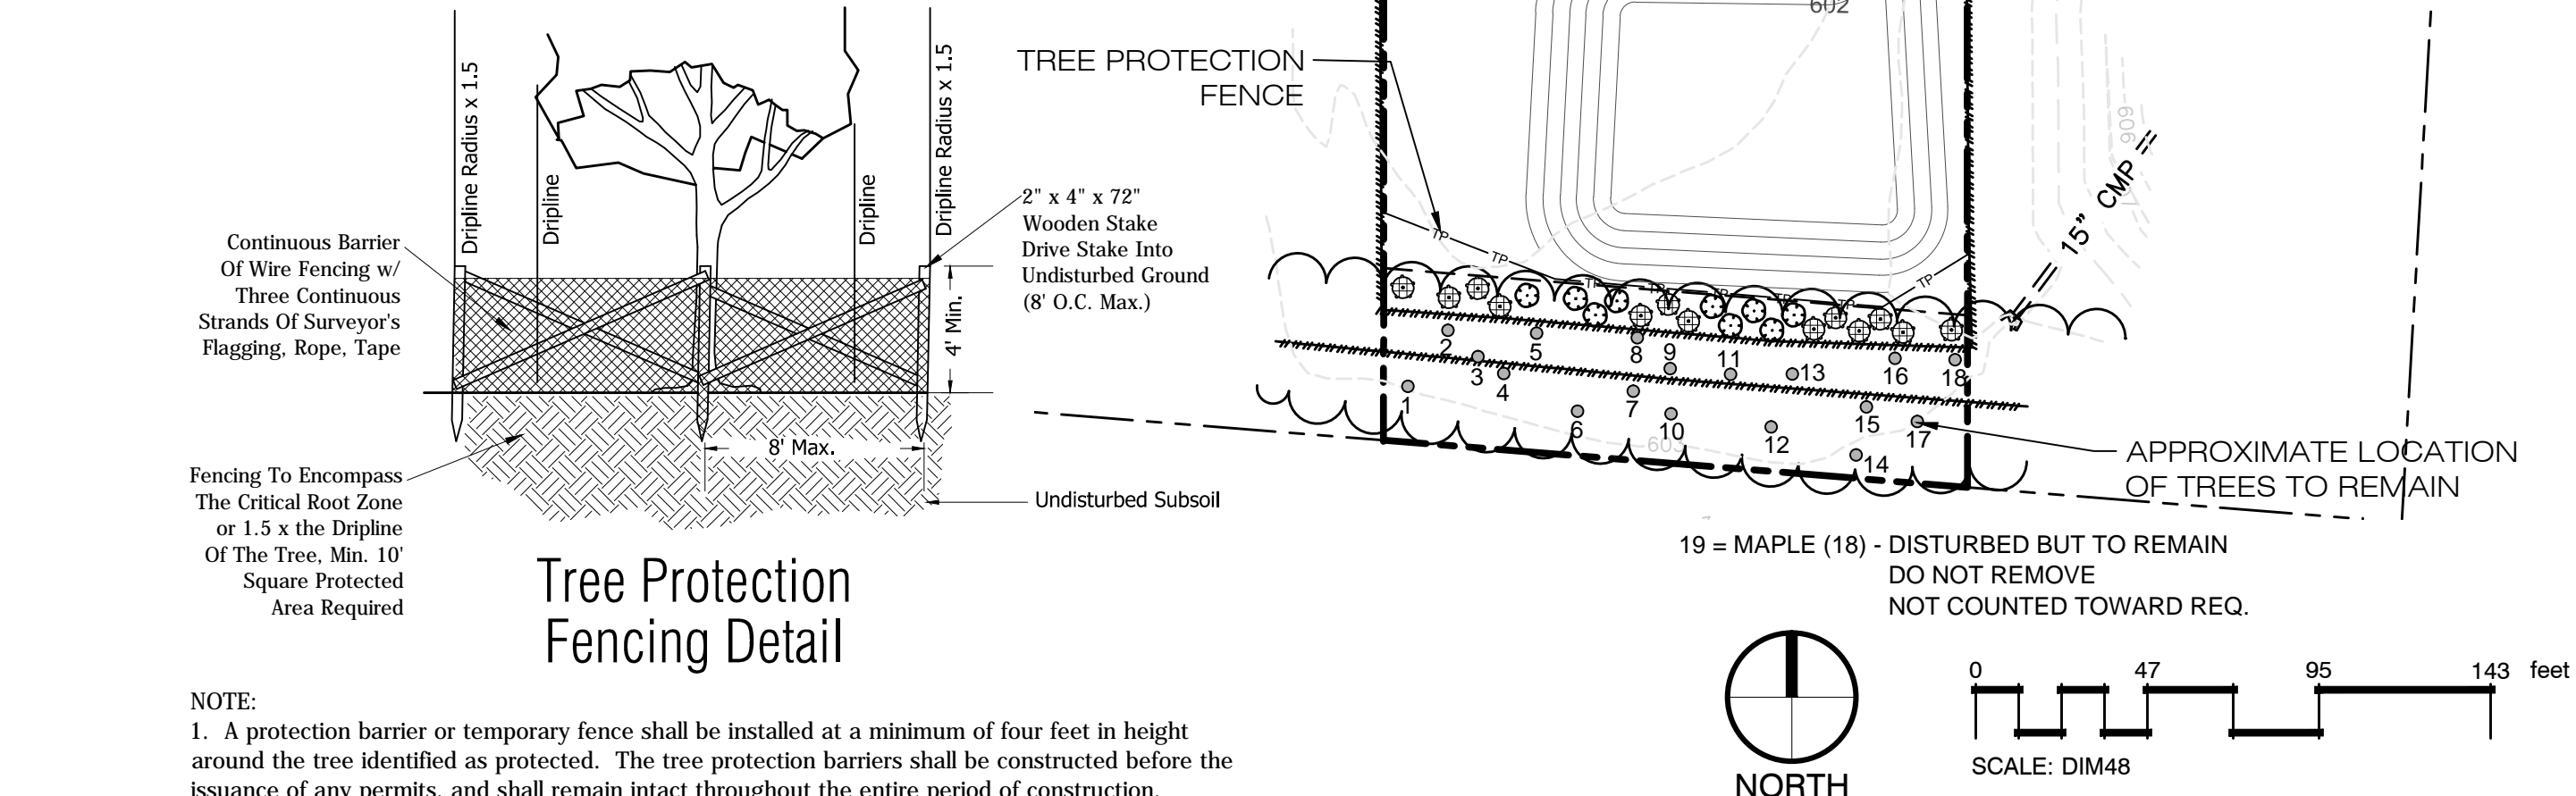 Dripline Radius x 1.5
Dripline
Dripline
Dripline Radius x 1.5
Continuous Barrier
Of Wire Fencing w/
Three Continuous
Strands Of Surveyor's
Flagging, Rope, Tape
2" x 4" x 72"
Wooden Stake
Drive Stake Into
Undisturbed Ground
(8' O.C. Max.)
4' Min.
8' Max.
Fencing To Encompass
The Critical Root Zone
or 1.5 x the Dripline
Of The Tree, Min. 10'
Square Protected
Area Required
Undisturbed Subsoil
Tree Protection
Fencing Detail
NOTE:
1. A protection barrier or temporary fence shall be installed at a minimum of four feet in height
around the tree identified as protected. The tree protection barriers shall be constructed before the
issuance of any permits, and shall remain intact throughout the entire period of construction.
TREE PROTECTION
FENCE
602
606
15" CMP
TP
TP
TP
TP
TP
TP
TP
TP
1
2
3
4
5
6
7
8
9
10
11
12
13
14
15
16
17
18
603
APPROXIMATE LOCATION
OF TREES TO REMAIN
19 = MAPLE (18) - DISTURBED BUT TO REMAIN
DO NOT REMOVE
NOT COUNTED TOWARD REQ.
NORTH
0 47 95 143 feet
SCALE: DIM48